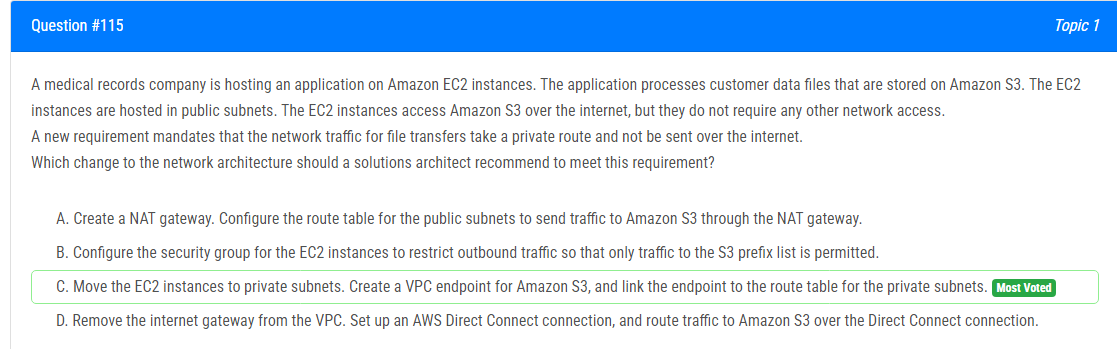 Question #115
Topic 1
A medical records company is hosting an application on Amazon EC2 instances. The application processes customer data files that are stored on Amazon S3. The EC2
instances are hosted in public subnets. The EC2 instances access Amazon S3 over the internet, but they do not require any other network access.
A new requirement mandates that the network traffic for file transfers take a private route and not be sent over the internet.
Which change to the network architecture should a solutions architect recommend to meet this requirement?
A. Create a NAT gateway. Configure the route table for the public subnets to send traffic to Amazon S3 through the NAT gateway.
B. Configure the security group for the EC2 instances to restrict outbound traffic so that only traffic to the S3 prefix list is permitted.
C. Move the EC2 instances to private subnets. Create a VPC endpoint for Amazon S3, and link the endpoint to the route table for the private subnets. Most Voted
D. Remove the internet gateway from the VPC. Set up an AWS Direct Connect connection, and route traffic to Amazon S3 over the Direct Connect connection.